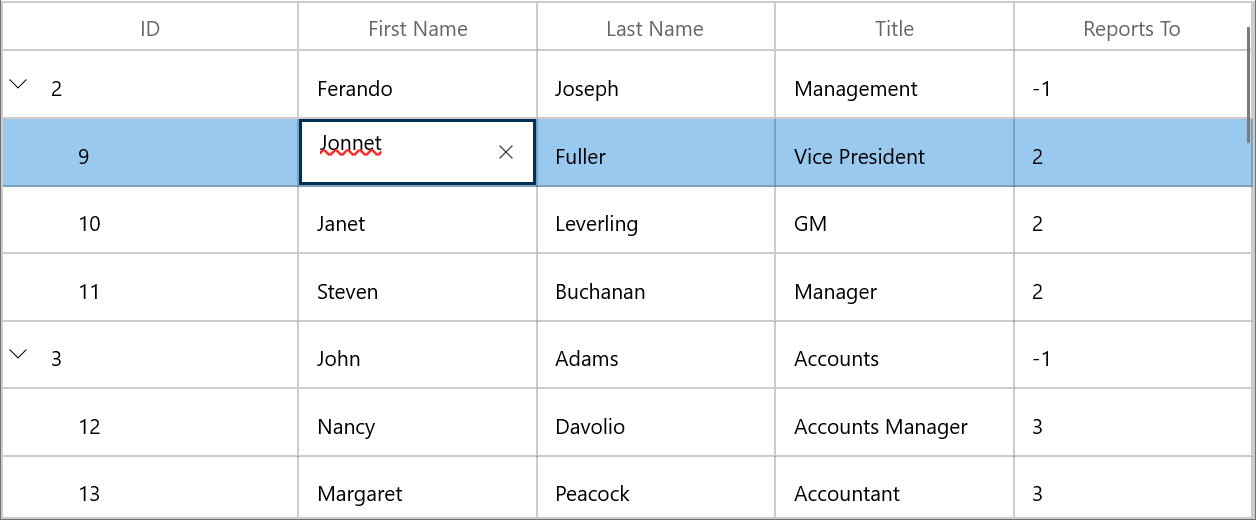 ID First Name Last Name Title Reports To
2 Ferando Joseph Management -1
9 Jonnet Fuller Vice President 2
10 Janet Leverling GM 2
11 Steven Buchanan Manager 2
3 John Adams Accounts -1
12 Nancy Davolio Accounts Manager 3
13 Margaret Peacock Accountant 3